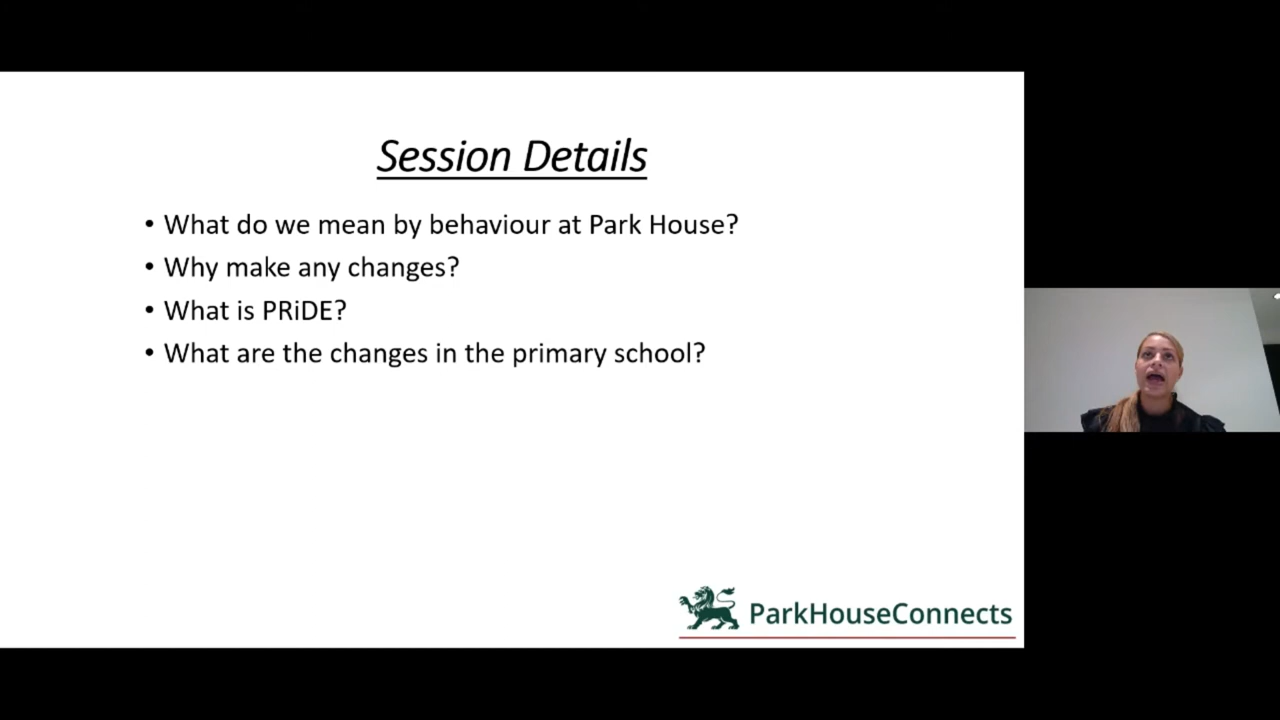 Session Details
• What do we mean by behaviour at Park House?
• Why make any changes?
• What is PRiDE?
• What are the changes in the primary school?
ParkHouseConnects